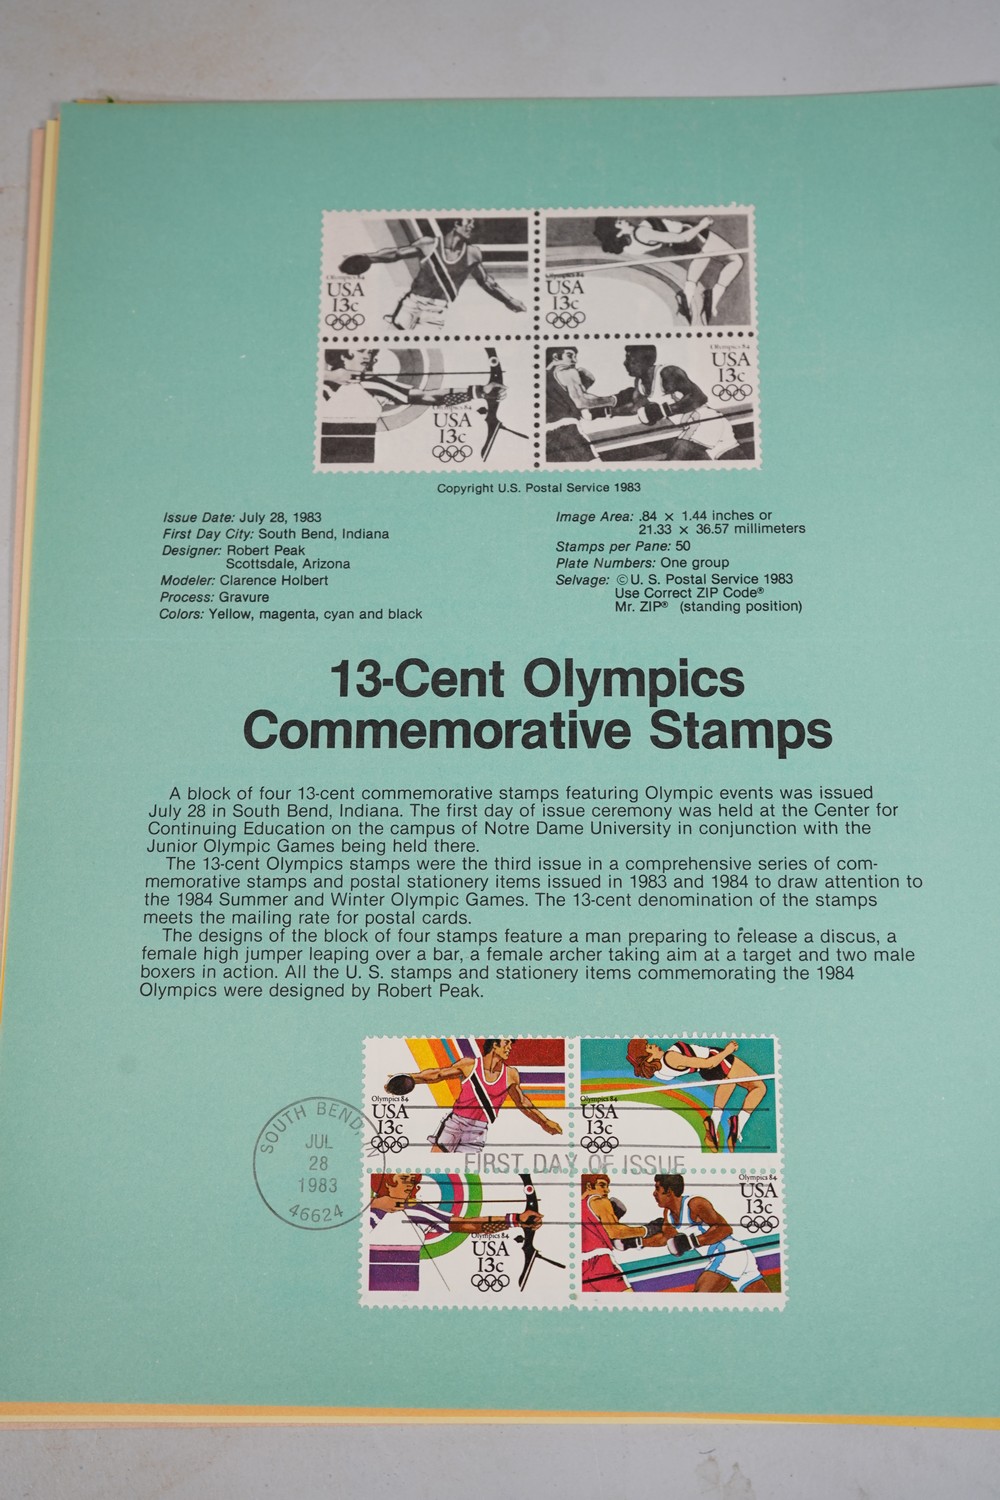 Olympics 84
USA
13c
USA
13c
Olympics 84
USA
13c
Olympics 84
USA
13c
Copyright U.S. Postal Service 1983
Issue Date: July 28, 1983
First Day City: South Bend, Indiana
Designer: Robert Peak
Scottsdale, Arizona
Modeler: Clarence Holbert
Process: Gravure
Colors: Yellow, magenta, cyan and black
Image Area: .84 × 1.44 inches or
21.33 × 36.57 millimeters
Stamps per Pane: 50
Plate Numbers: One group
Selvage: © U. S. Postal Service 1983
Use Correct ZIP Code®
Mr. ZIP® (standing position)
13-Cent Olympics
Commemorative Stamps
A block of four 13-cent commemorative stamps featuring Olympic events was issued
July 28 in South Bend, Indiana. The first day of issue ceremony was held at the Center for
Continuing Education on the campus of Notre Dame University in conjunction with the
Junior Olympic Games being held there.
The 13-cent Olympics stamps were the third issue in a comprehensive series of com-
memorative stamps and postal stationery items issued in 1983 and 1984 to draw attention to
the 1984 Summer and Winter Olympic Games. The 13-cent denomination of the stamps
meets the mailing rate for postal cards.
The designs of the block of four stamps feature a man preparing to release a discus, a
female high jumper leaping over a bar, a female archer taking aim at a target and two male
boxers in action. All the U. S. stamps and stationery items commemorating the 1984
Olympics were designed by Robert Peak.
Olympics 84
USA
13c
Olympics 84
USA
13c
SOUTH BEND
JUL
28
1983
46624
FIRST DAY OF ISSUE
Olympics 84
USA
13c
Olympics 84
USA
13c